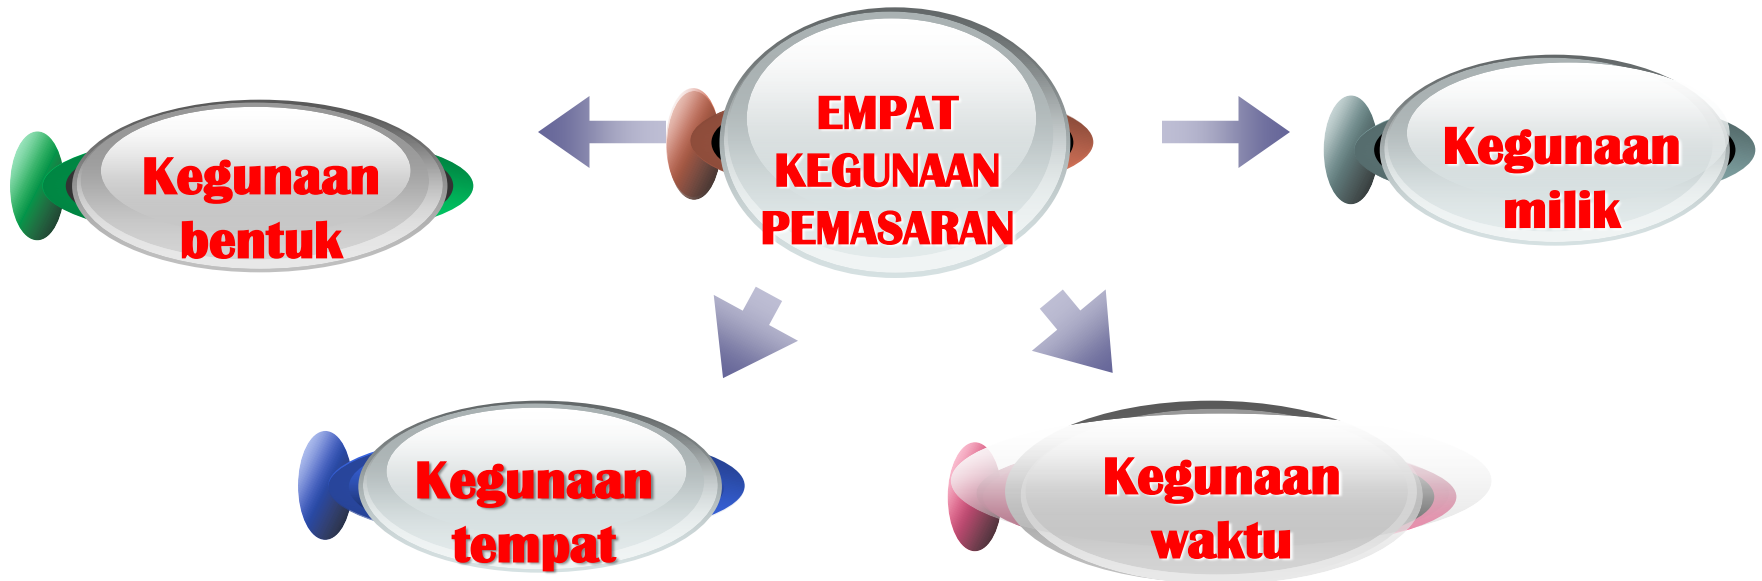 EMPAT
KEGUNAAN
PEMASARAN
Kegunaan
bentuk
Kegunaan
milik
Kegunaan
tempat
Kegunaan
waktu